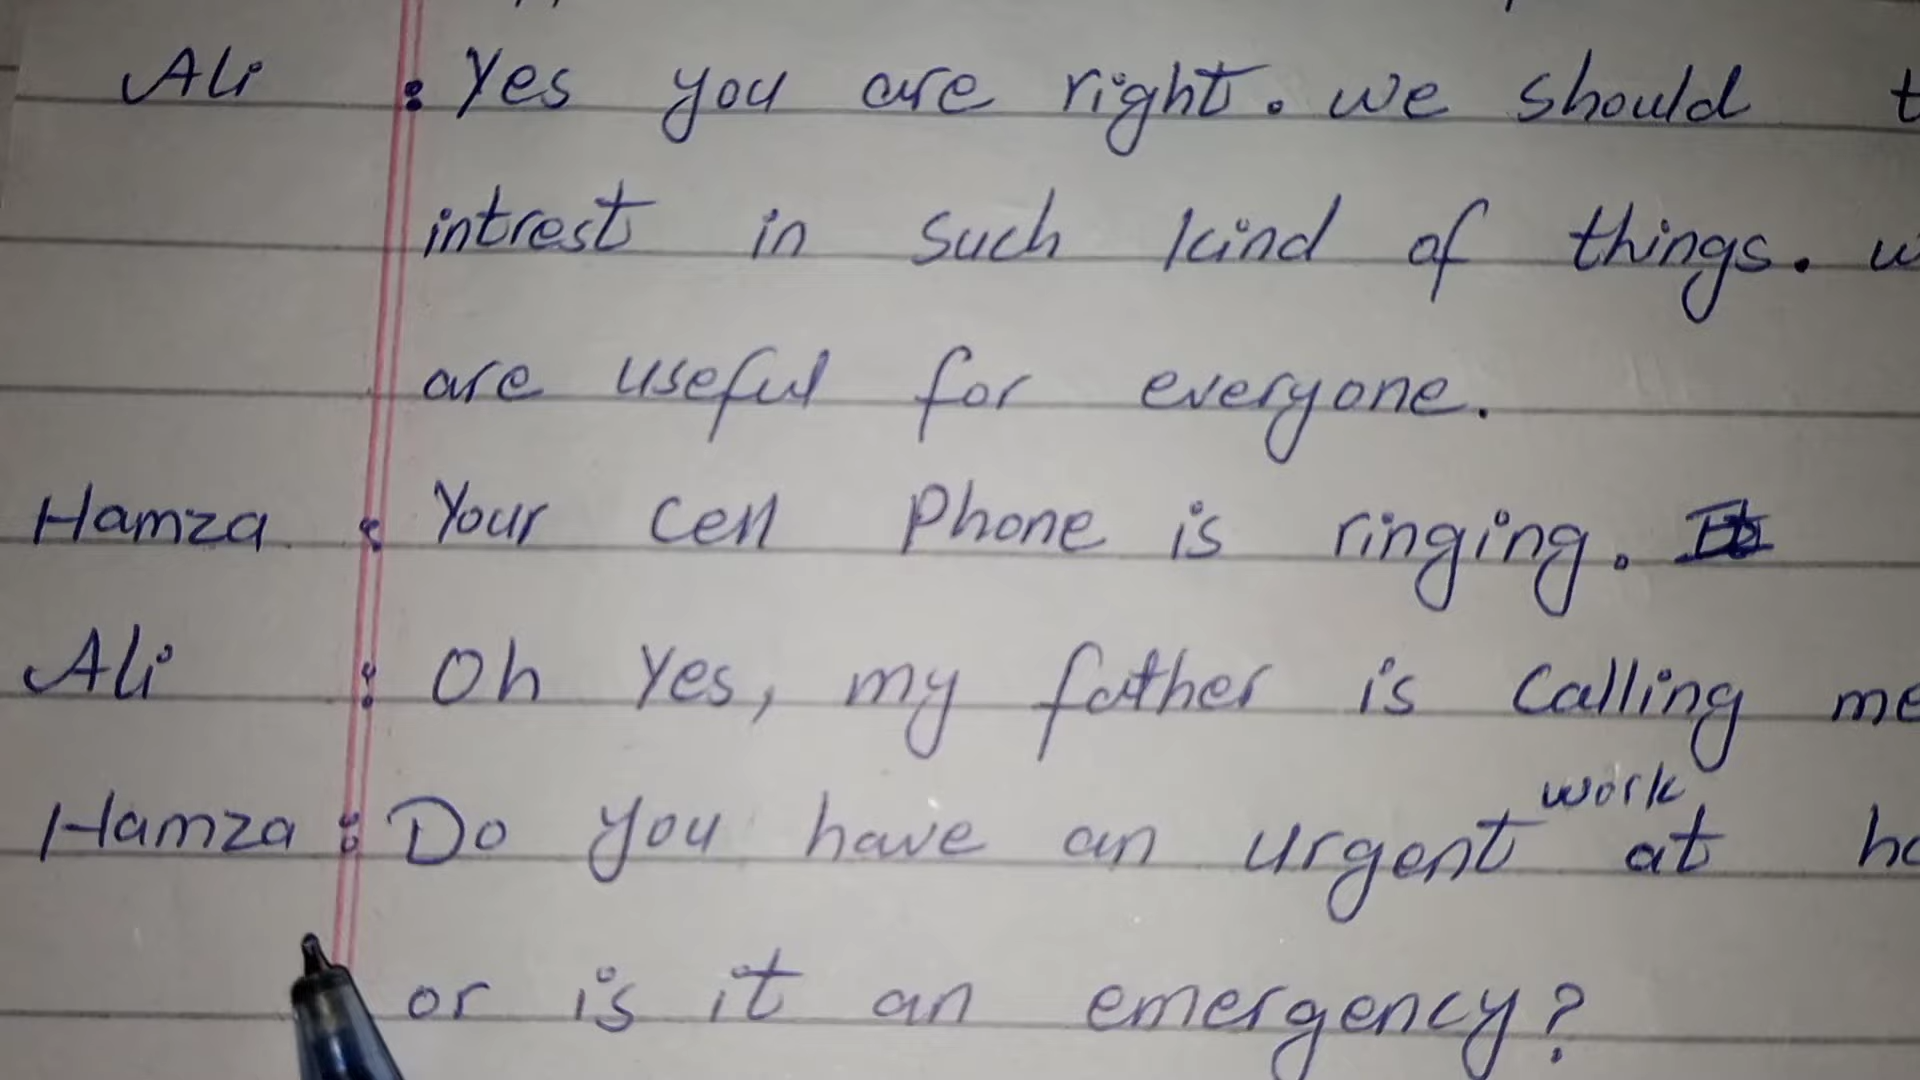 Ali : Yes you are right. we should
intrest in such kind of things.
are useful for everyone.
Hamza : Your cell Phone is ringing.
Ali : Oh Yes, my father is calling me
Hamza : Do you have an urgent work at
or is it an emergency?